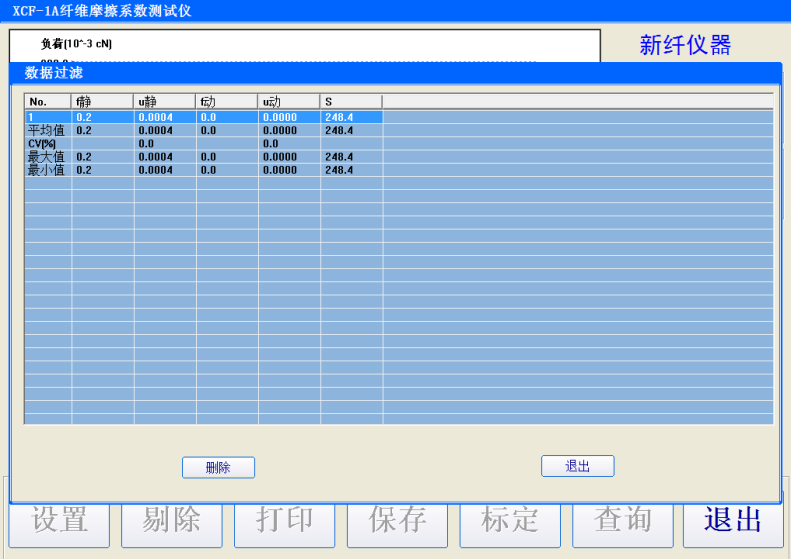 XCF-1A纤维摩擦系数测试仪
负荷(10^-3 cN)
新纤仪器
数据过滤
No. f静 u静 f动 u动 S
1 0.2 0.0004 0.0 0.0000 248.4
平均值 0.2 0.0004 0.0 0.0000 248.4
CV(%) 0.0 0.0
最大值 0.2 0.0004 0.0 0.0000 248.4
最小值 0.2 0.0004 0.0 0.0000 248.4
删除 退出
设置 剔除 打印 保存 标定 查询 退出